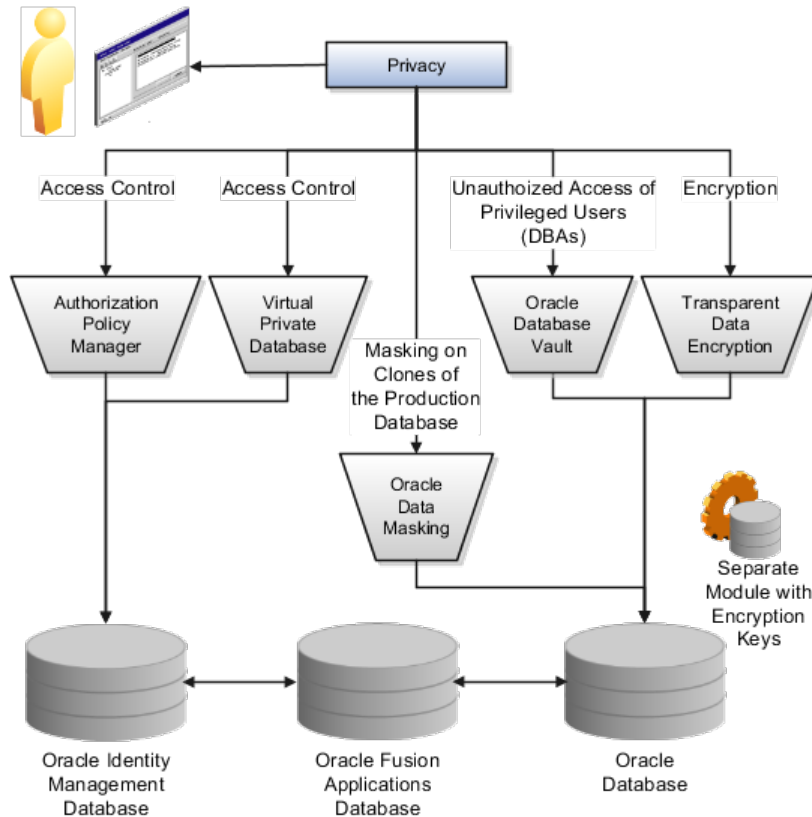 Privacy
Access Control
Access Control
Unauthoized Access of
Privileged Users
(DBAs)
Encryption
Authorization
Policy
Manager
Virtual
Private
Database
Oracle
Database
Vault
Transparent
Data
Encryption
Masking on
Clones of
the Production
Database
Oracle
Data
Masking
Separate
Module with
Encryption
Keys
Oracle Identity
Management
Database
Oracle Fusion
Applications
Database
Oracle
Database